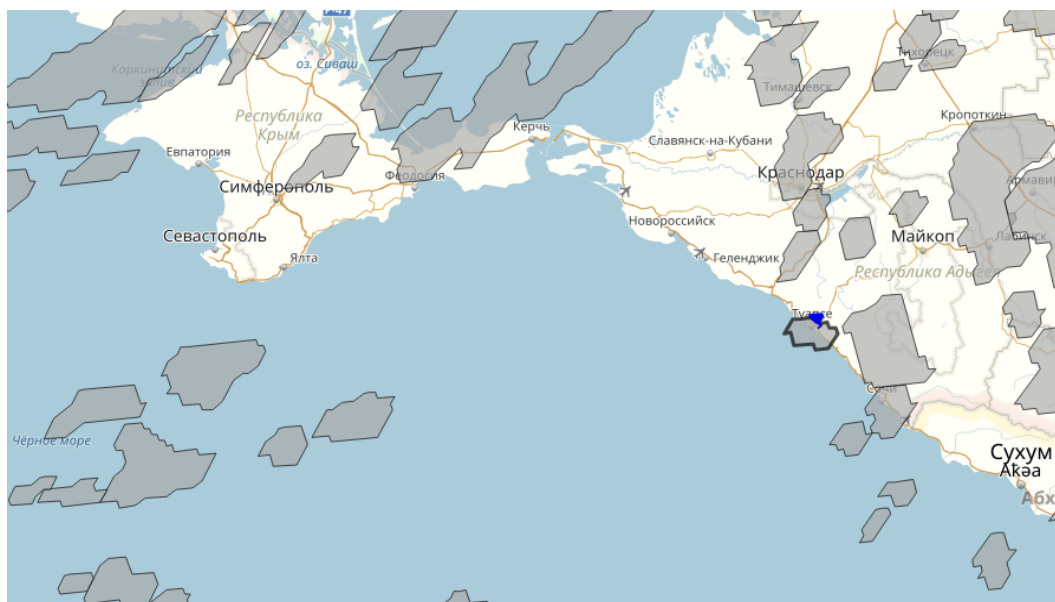 оз. Сиваш
Тихорецк
Каркинитский
залив
Тимашевск
Республика
Крым
Кропоткин
Керчь
Славянск-на-Кубани
Евпатория
Краснодар
Феодосия
Армавир
Симферополь
Новороссийск
Севастополь
Майкоп
Лабинск
Ялта
Геленджик
Республика Адыгея
Туапсе
Сочи
Чёрное море
Сухум
Аҟәа
Абх